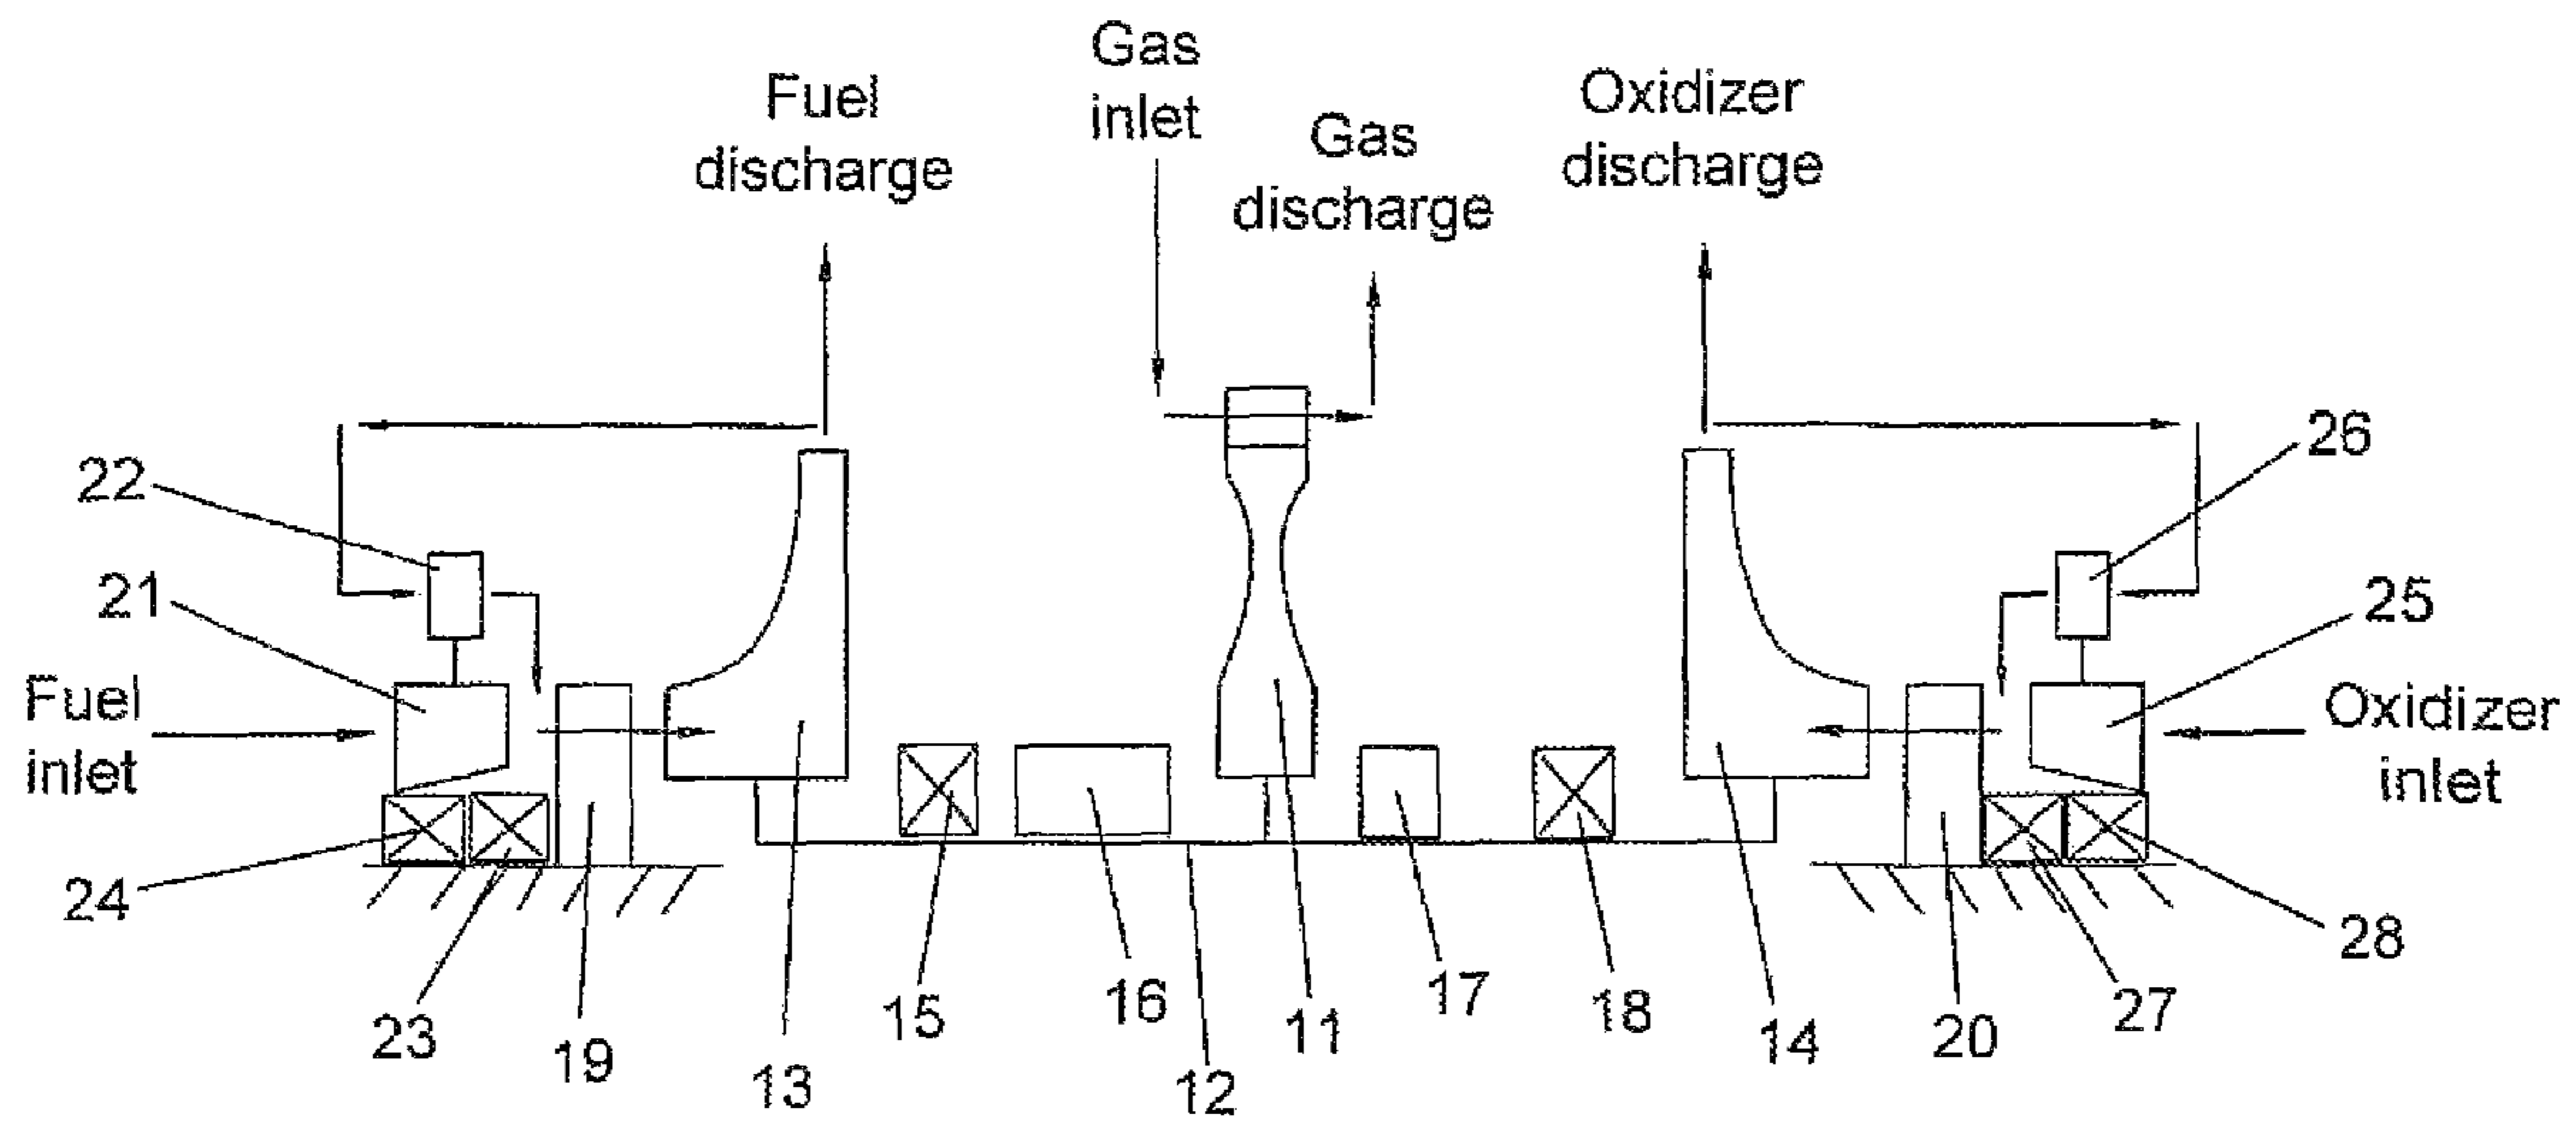 Gas
inlet
Fuel
discharge
Gas
discharge
Oxidizer
discharge
22
21
Fuel
inlet
24
23
19
13
15
16
12
11
17
18
14
20
27
28
26
25
Oxidizer
inlet